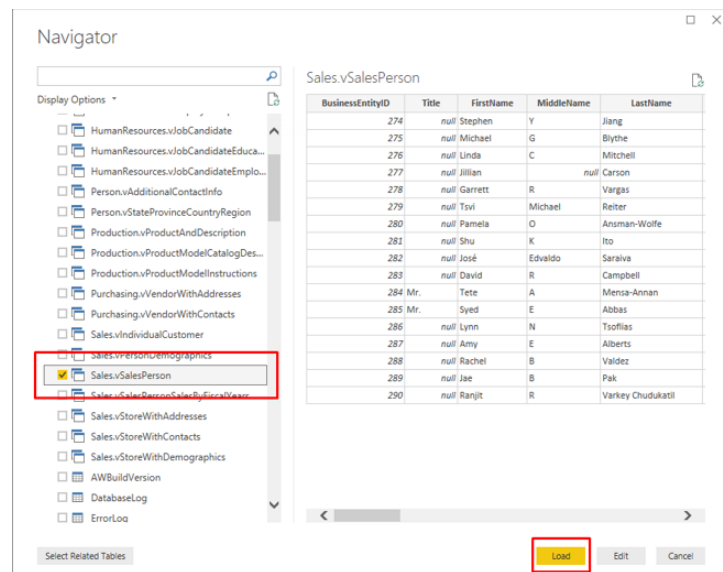 Navigator
Display Options
HumanResources.vJobCandidate
HumanResources.vJobCandidateEduca...
HumanResources.vJobCandidateEmplo...
Person.vAdditionalContactInfo
Person.vStateProvinceCountryRegion
Production.vProductAndDescription
Production.vProductModelCatalogDes...
Production.vProductModelInstructions
Purchasing.vVendorWithAddresses
Purchasing.vVendorWithContacts
Sales.vIndividualCustomer
Sales.vPersonDemographics
Sales.vSalesPerson
Sales.vSalesPersonSalesByFiscalYears
Sales.vStoreWithAddresses
Sales.vStoreWithContacts
Sales.vStoreWithDemographics
AWBuildVersion
DatabaseLog
ErrorLog
Select Related Tables
Sales.vSalesPerson
BusinessEntityID Title FirstName MiddleName LastName
274 null Stephen Y Jiang
275 null Michael G Blythe
276 null Linda C Mitchell
277 null Jillian null Carson
278 null Garrett R Vargas
279 null Tsvi Michael Reiter
280 null Pamela O Ansman-Wolfe
281 null Shu K Ito
282 null José Edvaldo Saraiva
283 null David R Campbell
284 Mr. Tete A Mensa-Annan
285 Mr. Syed E Abbas
286 null Lynn N Tsoflias
287 null Amy E Alberts
288 null Rachel B Valdez
289 null Jae B Pak
290 null Ranjit R Varkey Chudukatil
Load Edit Cancel